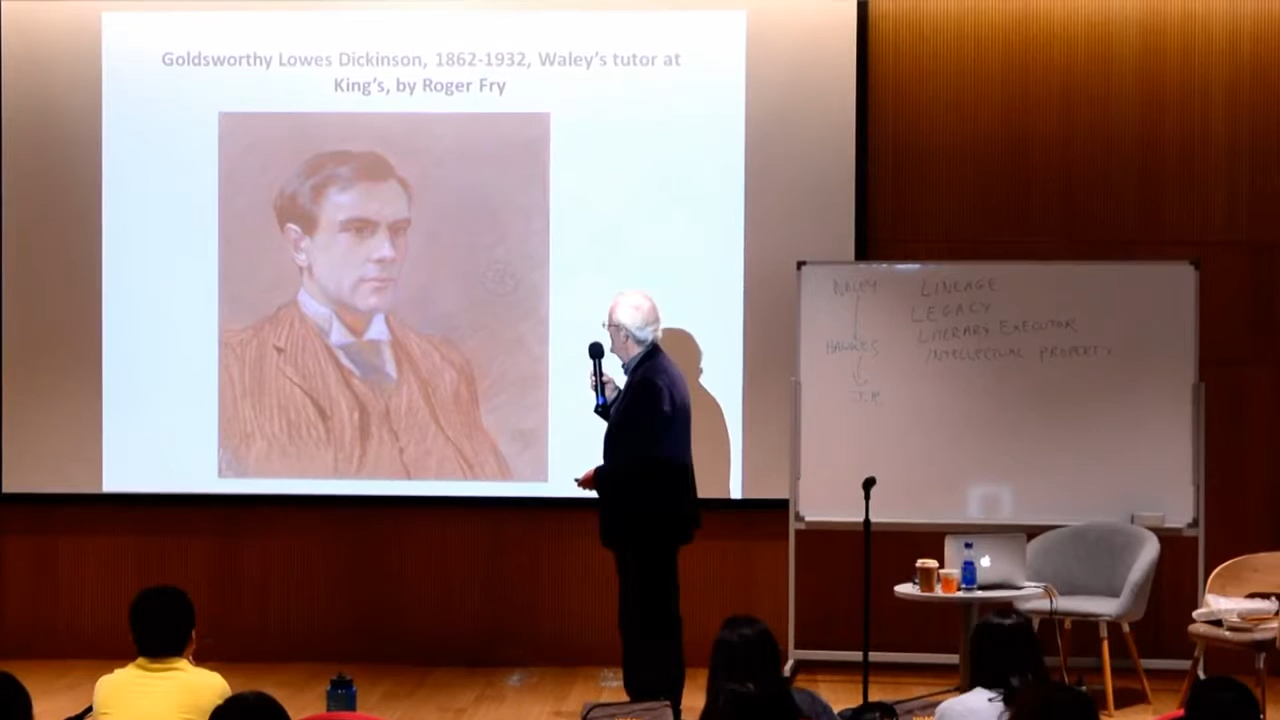 Goldsworthy Lowes Dickinson, 1862-1932, Waley's tutor at
King's, by Roger Fry
WALEY
HAWKES
J.M.
LINEAGE
LEGACY
LITERARY EXECUTOR
INTELLECTUAL PROPERTY